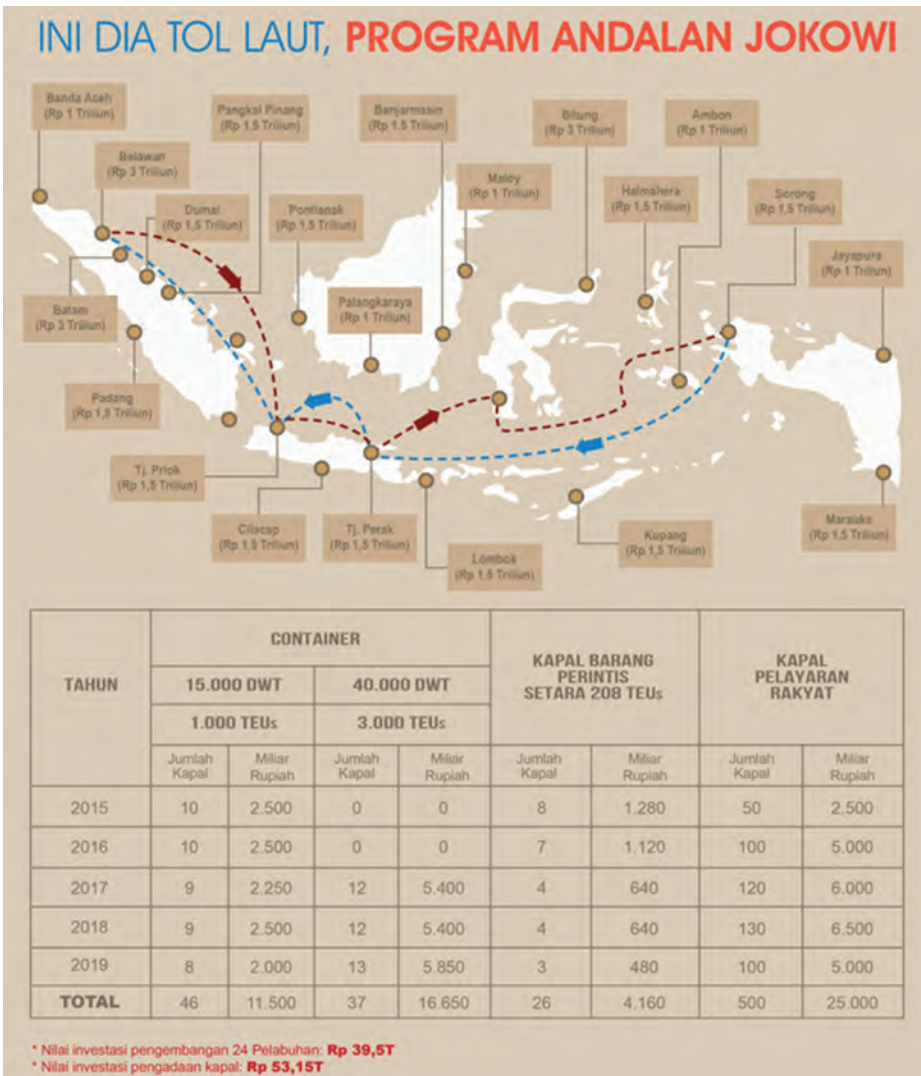 INI DIA TOL LAUT, PROGRAM ANDALAN JOKOWI
Banda Aceh
(Rp 1 Triliun)
Pangkal Pinang
(Rp 1,5 Triliun)
Banjarmasin
(Rp 1,5 Triliun)
Bitung
(Rp 3 Triliun)
Ambon
(Rp 1 Triliun)
Belawan
(Rp 3 Triliun)
Maloy
(Rp 1 Triliun)
Dumai
(Rp 1,5 Triliun)
Pontianak
(Rp 1,5 Triliun)
Halmahera
(Rp 1,5 Triliun)
Sorong
(Rp 1,5 Triliun)
Jayapura
(Rp 1 Triliun)
Batam
(Rp 3 Triliun)
Palangkaraya
(Rp 1 Triliun)
Padang
(Rp 1,5 Triliun)
Tj. Priok
(Rp 1,5 Triliun)
Cilacap
(Rp 1,5 Triliun)
Tj. Perak
(Rp 1,5 Triliun)
Lombok
(Rp 1,5 Triliun)
Kupang
(Rp 1,5 Triliun)
Marauke
(Rp 1,5 Triliun)
TAHUN
CONTAINER
KAPAL BARANG
PERINTIS
SETARA 208 TEUs
KAPAL
PELAYARAN
RAKYAT
15.000 DWT 40.000 DWT
1.000 TEUs 3.000 TEUs
Jumlah Kapal Miliar Rupiah Jumlah Kapal Miliar Rupiah Jumlah Kapal Miliar Rupiah Jumlah Kapal Miliar Rupiah
2015 10 2.500 0 0 8 1.280 50 2.500
2016 10 2.500 0 0 7 1.120 100 5.000
2017 9 2.250 12 5.400 4 640 120 6.000
2018 9 2.500 12 5.400 4 640 130 6.500
2019 8 2.000 13 5.850 3 480 100 5.000
TOTAL 46 11.500 37 16.650 26 4.160 500 25.000
* Nilai investasi pengembangan 24 Pelabuhan: Rp 39,5T
* Nilai investasi pengadaan kapal: Rp 53,15T